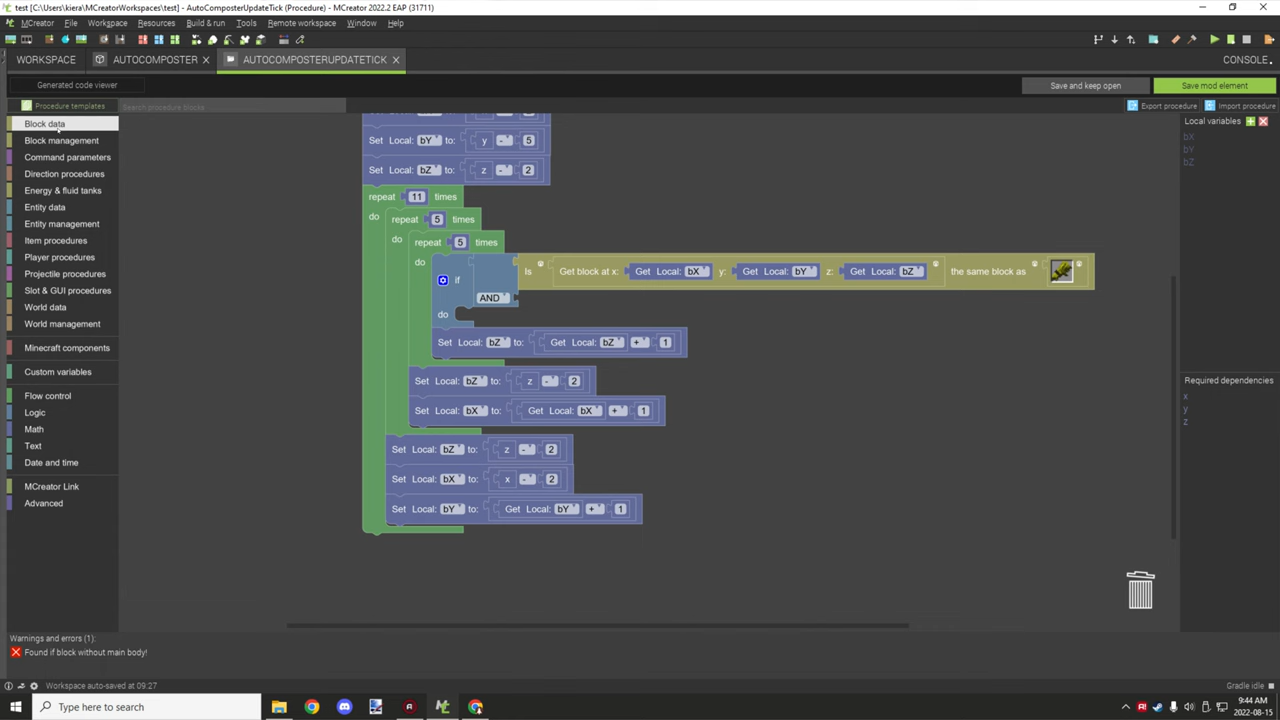 test [C:\Users\kiera\MCreatorWorkspaces\test] - AutoComposterUpdateTick (Procedure) - MCreator 2022.2 EAP (31711)
MCreator File Workspace Resources Build & run Tools Remote workspace Window Help
WORKSPACE AUTOCOMPOSTER AUTOCOMPOSTERUPDATETICK CONSOLE
Generated code viewer Save and keep open Save mod element
Procedure templates Search procedure blocks Export procedure Import procedure
Block data
Block management
Command parameters
Direction procedures
Energy & fluid tanks
Entity data
Entity management
Item procedures
Player procedures
Projectile procedures
Slot & GUI procedures
World data
World management
Minecraft components
Custom variables
Flow control
Logic
Math
Text
Date and time
MCreator Link
Advanced
Set Local: bY to: y - 5
Set Local: bZ to: z - 2
repeat 11 times
do repeat 5 times
do repeat 5 times
do if Is Get block at x: Get Local: bX y: Get Local: bY z: Get Local: bZ the same block as
AND
do
Set Local: bZ to: Get Local: bZ + 1
Set Local: bZ to: z - 2
Set Local: bX to: Get Local: bX + 1
Set Local: bZ to: z - 2
Set Local: bX to: x - 2
Set Local: bY to: Get Local: bY + 1
Local variables
bX
bY
bZ
Required dependencies
x
y
z
Warnings and errors (1):
Found if block without main body!
Workspace auto-saved at 09:27 Gradle idle
Type here to search
9:44 AM
2022-08-15